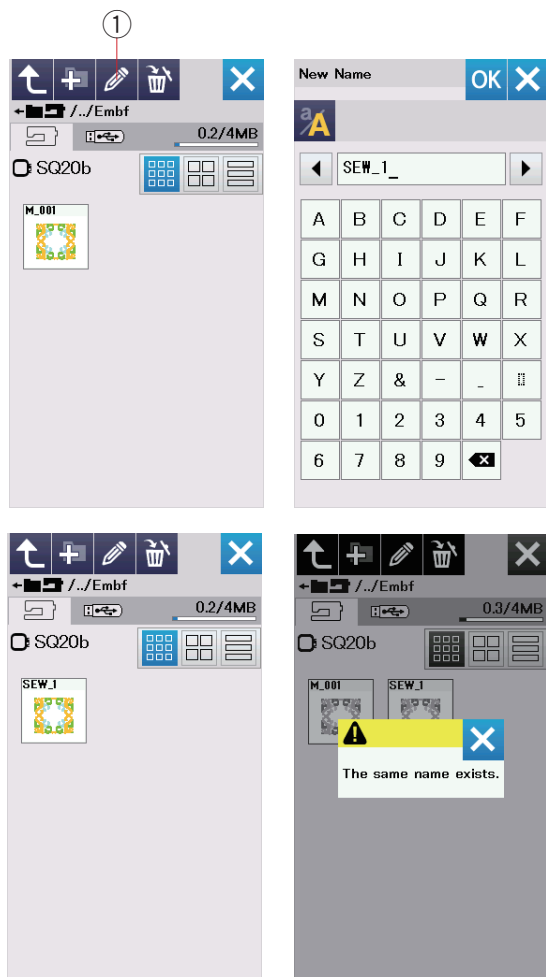 1
/../Embf
0.2/4MB
SQ20b
M_001
New Name
OK
a/A
SEW_1_
A B C D E F
G H I J K L
M N O P Q R
S T U V W X
Y Z & - _
0 1 2 3 4 5
6 7 8 9
/../Embf
0.2/4MB
SQ20b
SEW_1
/../Embf
0.3/4MB
SQ20b
M_001 SEW_1
The same name exists.